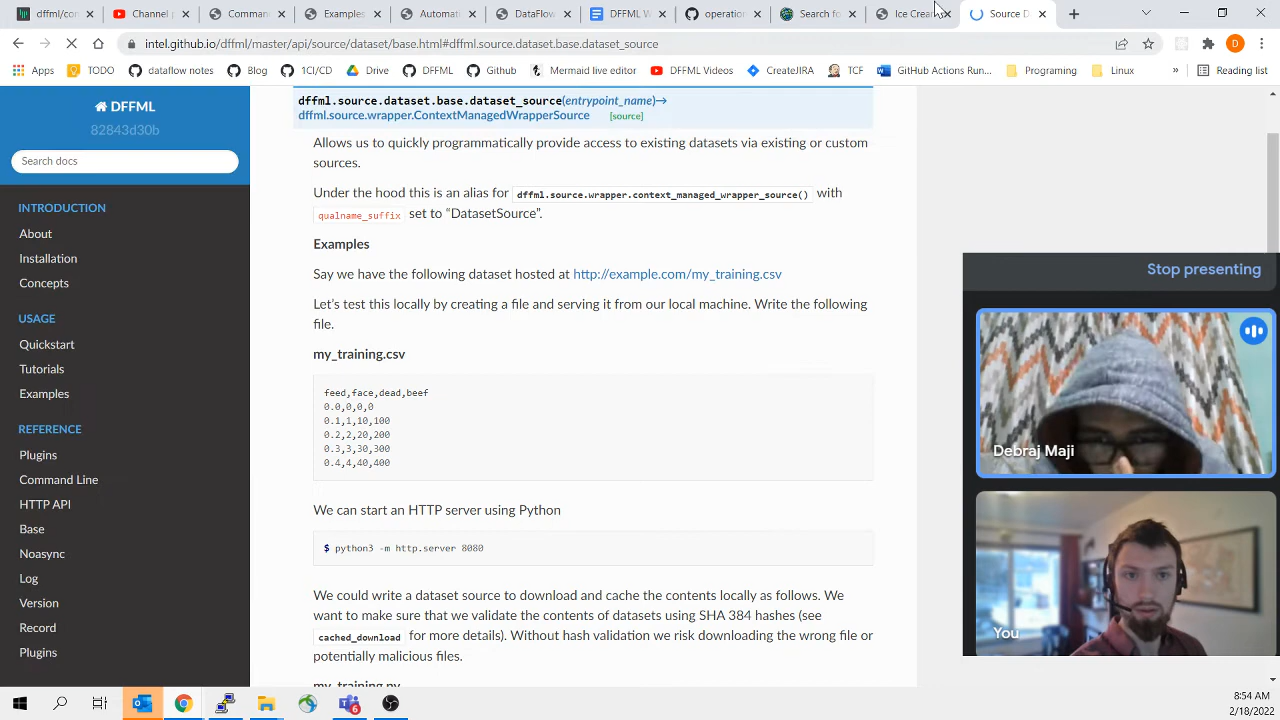 dffml/con
Channel
Comman
Examples
Automat
DataFlow
DFFML W
operation
Search fo
Ice Crea
Source D
intel.github.io/dffml/master/api/source/dataset/base.html#dffml.source.dataset.base.dataset_source
D
Apps
TODO
dataflow notes
Blog
1CI/CD
Drive
DFFML
Github
Mermaid live editor
DFFML Videos
CreateJIRA
TCF
GitHub Actions Run...
Programing
Linux
»
Reading list
DFFML
82843d30b
Search docs
INTRODUCTION
About
Installation
Concepts
USAGE
Quickstart
Tutorials
Examples
REFERENCE
Plugins
Command Line
HTTP API
Base
Noasync
Log
Version
Record
Plugins
dffml.source.dataset.base.dataset_source(entrypoint_name)→
dffml.source.wrapper.ContextManagedWrapperSource [source]
Allows us to quickly programmatically provide access to existing datasets via existing or custom
sources.
Under the hood this is an alias for dffml.source.wrapper.context_managed_wrapper_source() with
qualname_suffix set to “DatasetSource”.
Examples
Say we have the following dataset hosted at http://example.com/my_training.csv
Let’s test this locally by creating a file and serving it from our local machine. Write the following
file.
my_training.csv
feed,face,dead,beef
0.0,0,0,0
0.1,1,10,100
0.2,2,20,200
0.3,3,30,300
0.4,4,40,400
We can start an HTTP server using Python
$ python3 -m http.server 8080
We could write a dataset source to download and cache the contents locally as follows. We
want to make sure that we validate the contents of datasets using SHA 384 hashes (see
cached_download for more details). Without hash validation we risk downloading the wrong file or
potentially malicious files.
my_training.py
Stop presenting
Debraj Maji
You
6
8:54 AM
2/18/2022